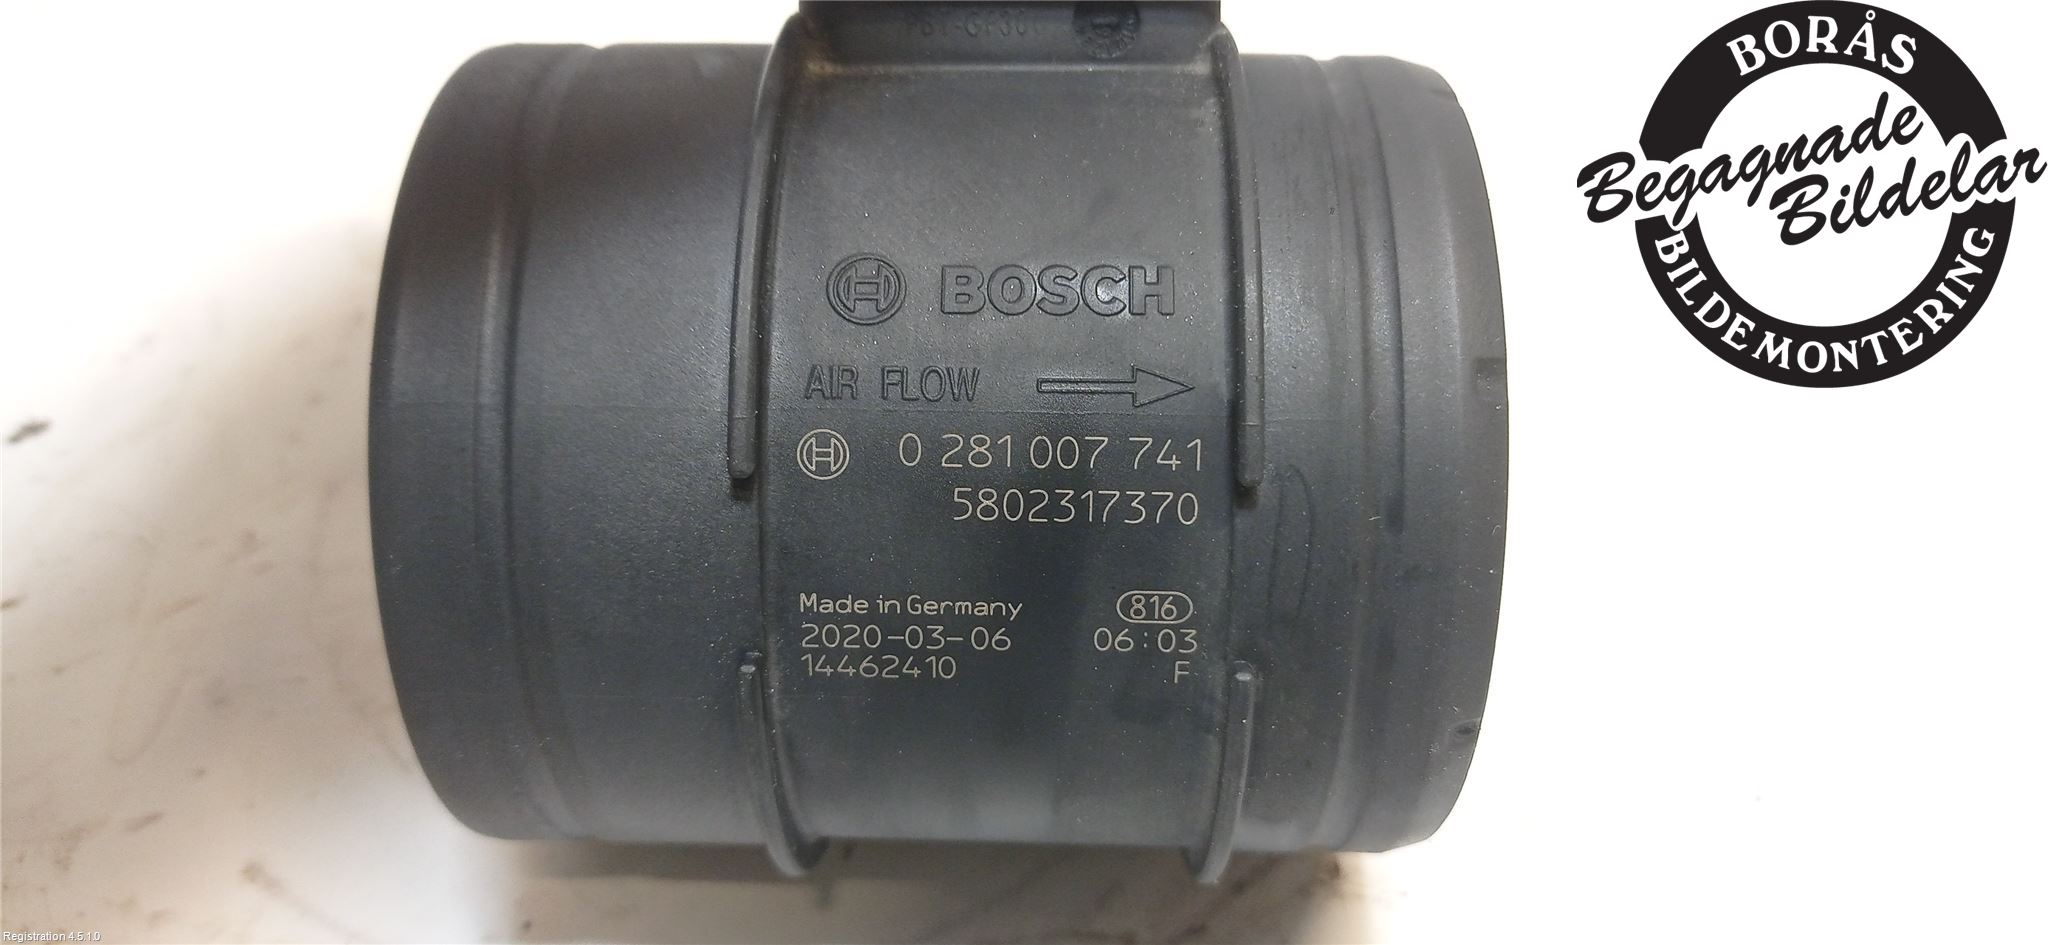 BORÅS
Begagnade
Bildelar
BILDEMONTERING
BOSCH
AIR FLOW
0 281 007 741
5802317370
Made in Germany 816
2020-03-06 06:03
14462410 F
Registration 4.5.1.0